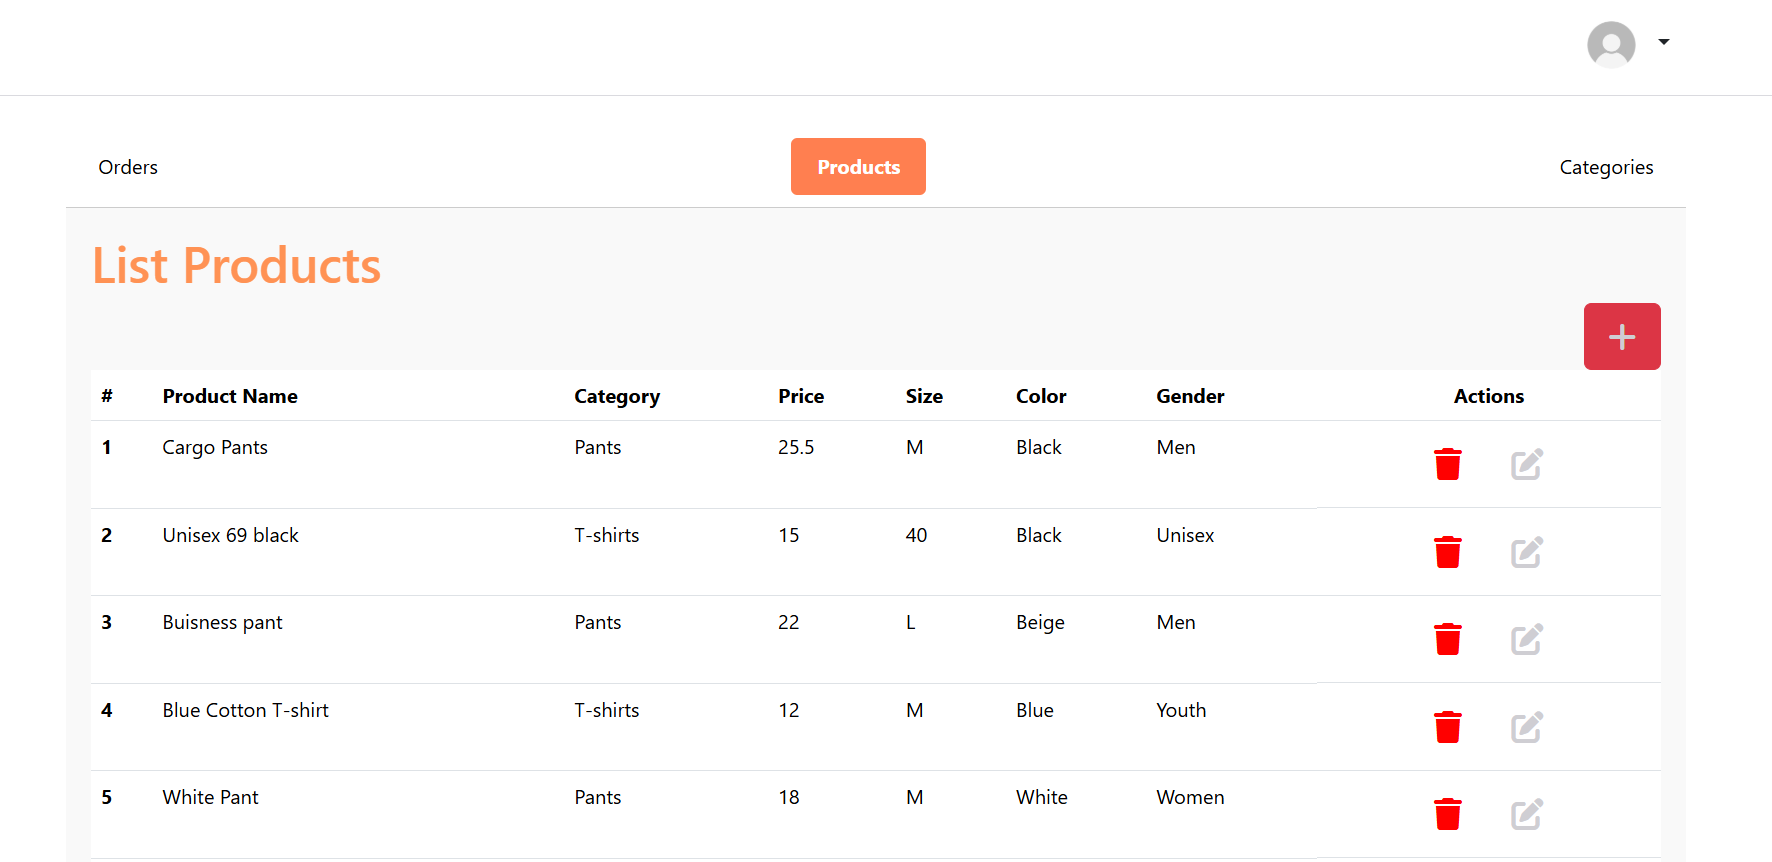 Orders Products Categories
List Products
# Product Name Category Price Size Color Gender Actions
1 Cargo Pants Pants 25.5 M Black Men
2 Unisex 69 black T-shirts 15 40 Black Unisex
3 Buisness pant Pants 22 L Beige Men
4 Blue Cotton T-shirt T-shirts 12 M Blue Youth
5 White Pant Pants 18 M White Women